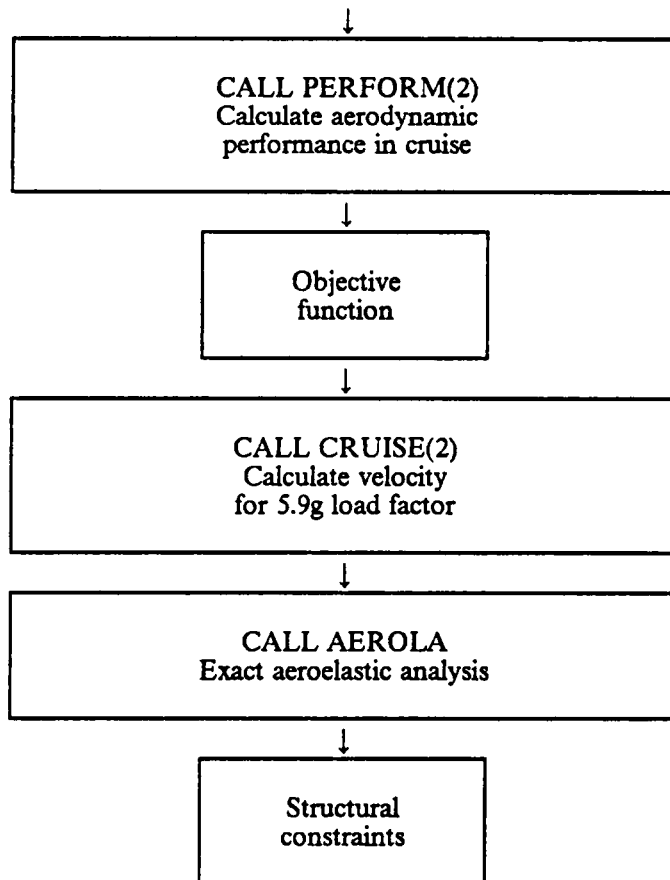 CALL PERFORM(2)
Calculate aerodynamic
performance in cruise
Objective
function
CALL CRUISE(2)
Calculate velocity
for 5.9g load factor
CALL AEROLA
Exact aeroelastic analysis
Structural
constraints